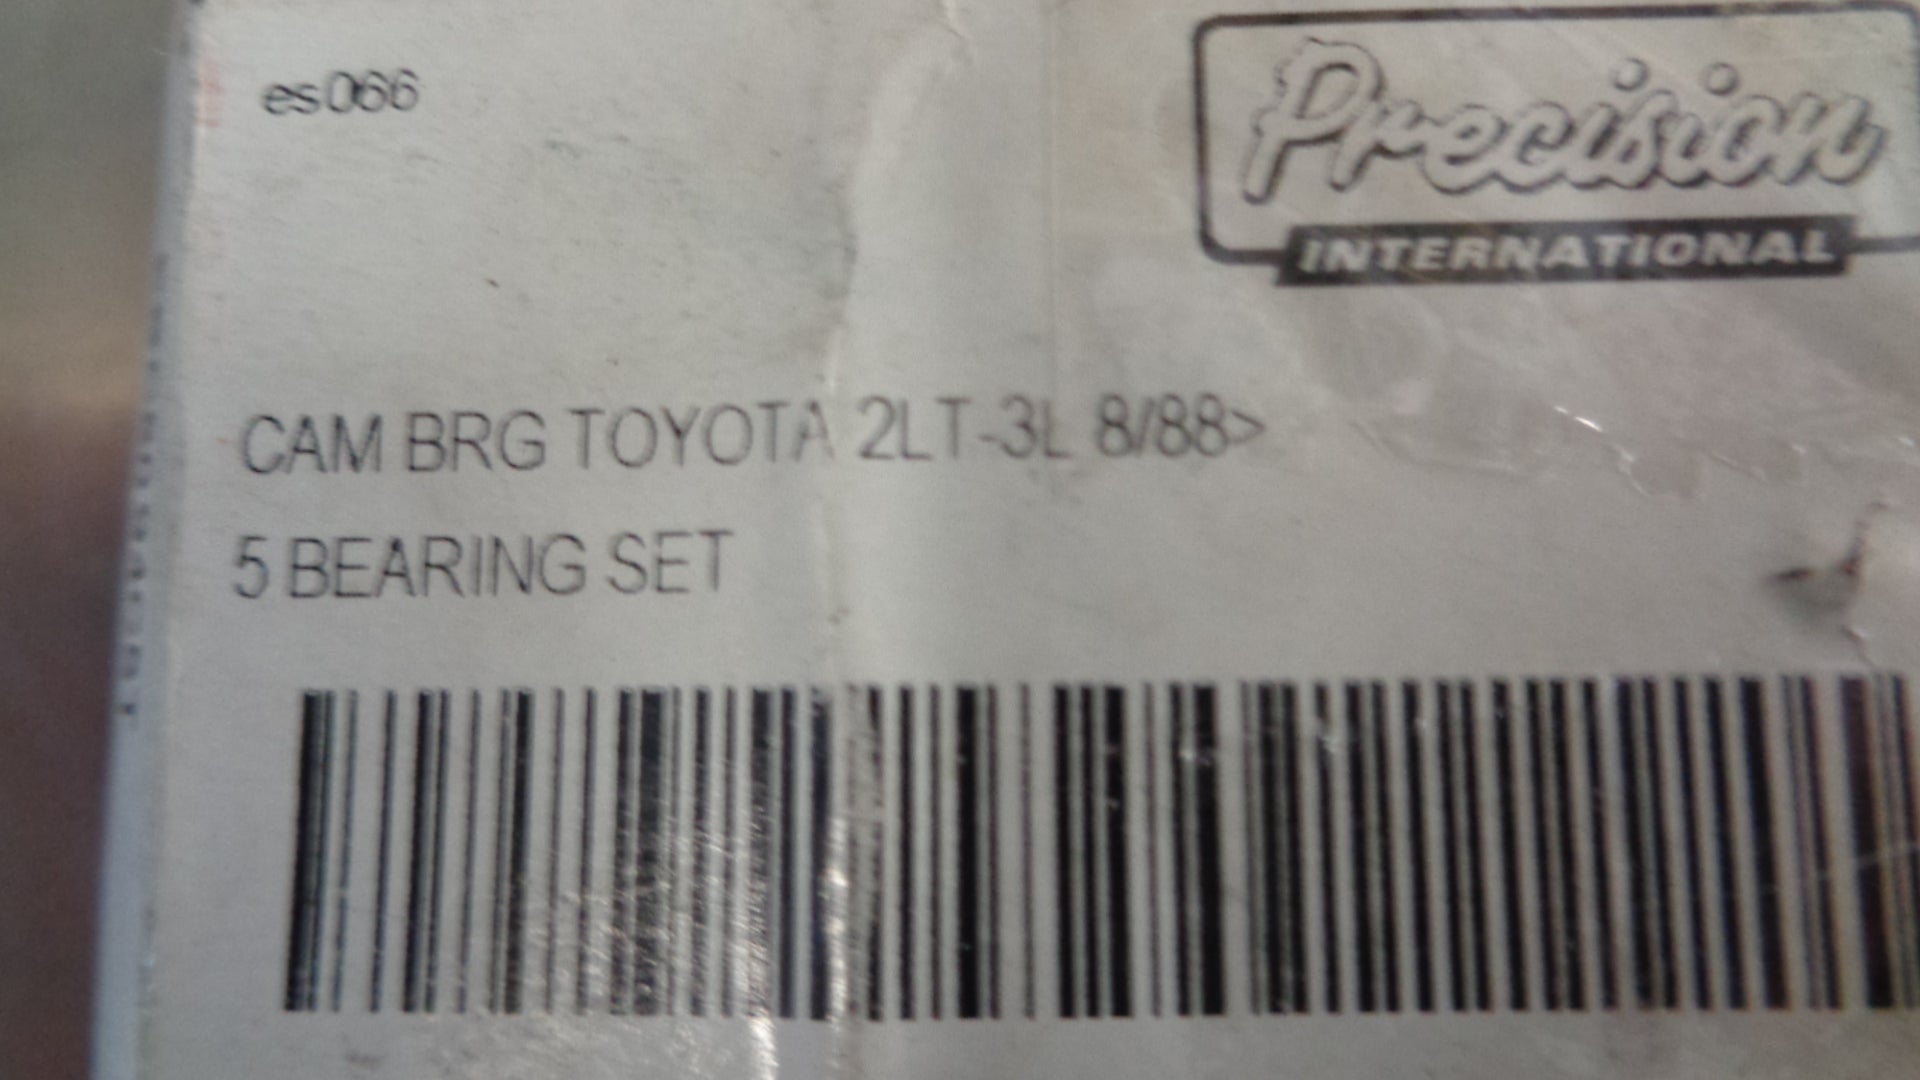 es066
Precision
INTERNATIONAL
CAM BRG TOYOTA 2LT-3L 8/88>
5 BEARING SET